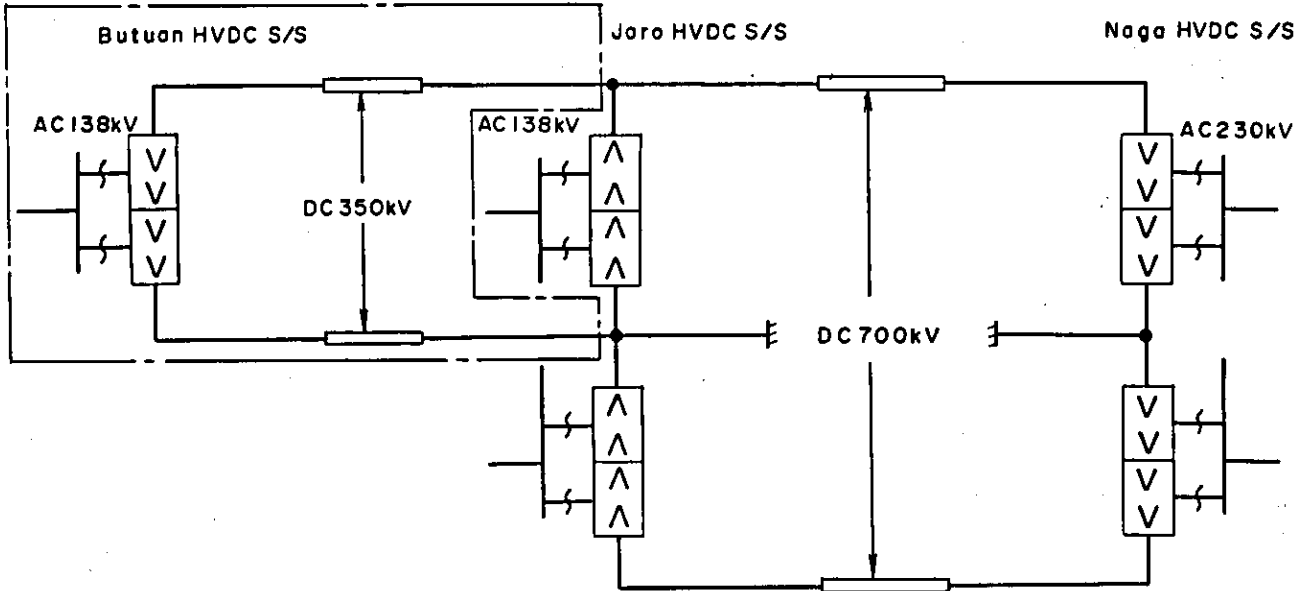 Butuan HVDC S/S
Jaro HVDC S/S
Naga HVDC S/S
AC138kV
AC138kV
AC230kV
DC350kV
DC700kV